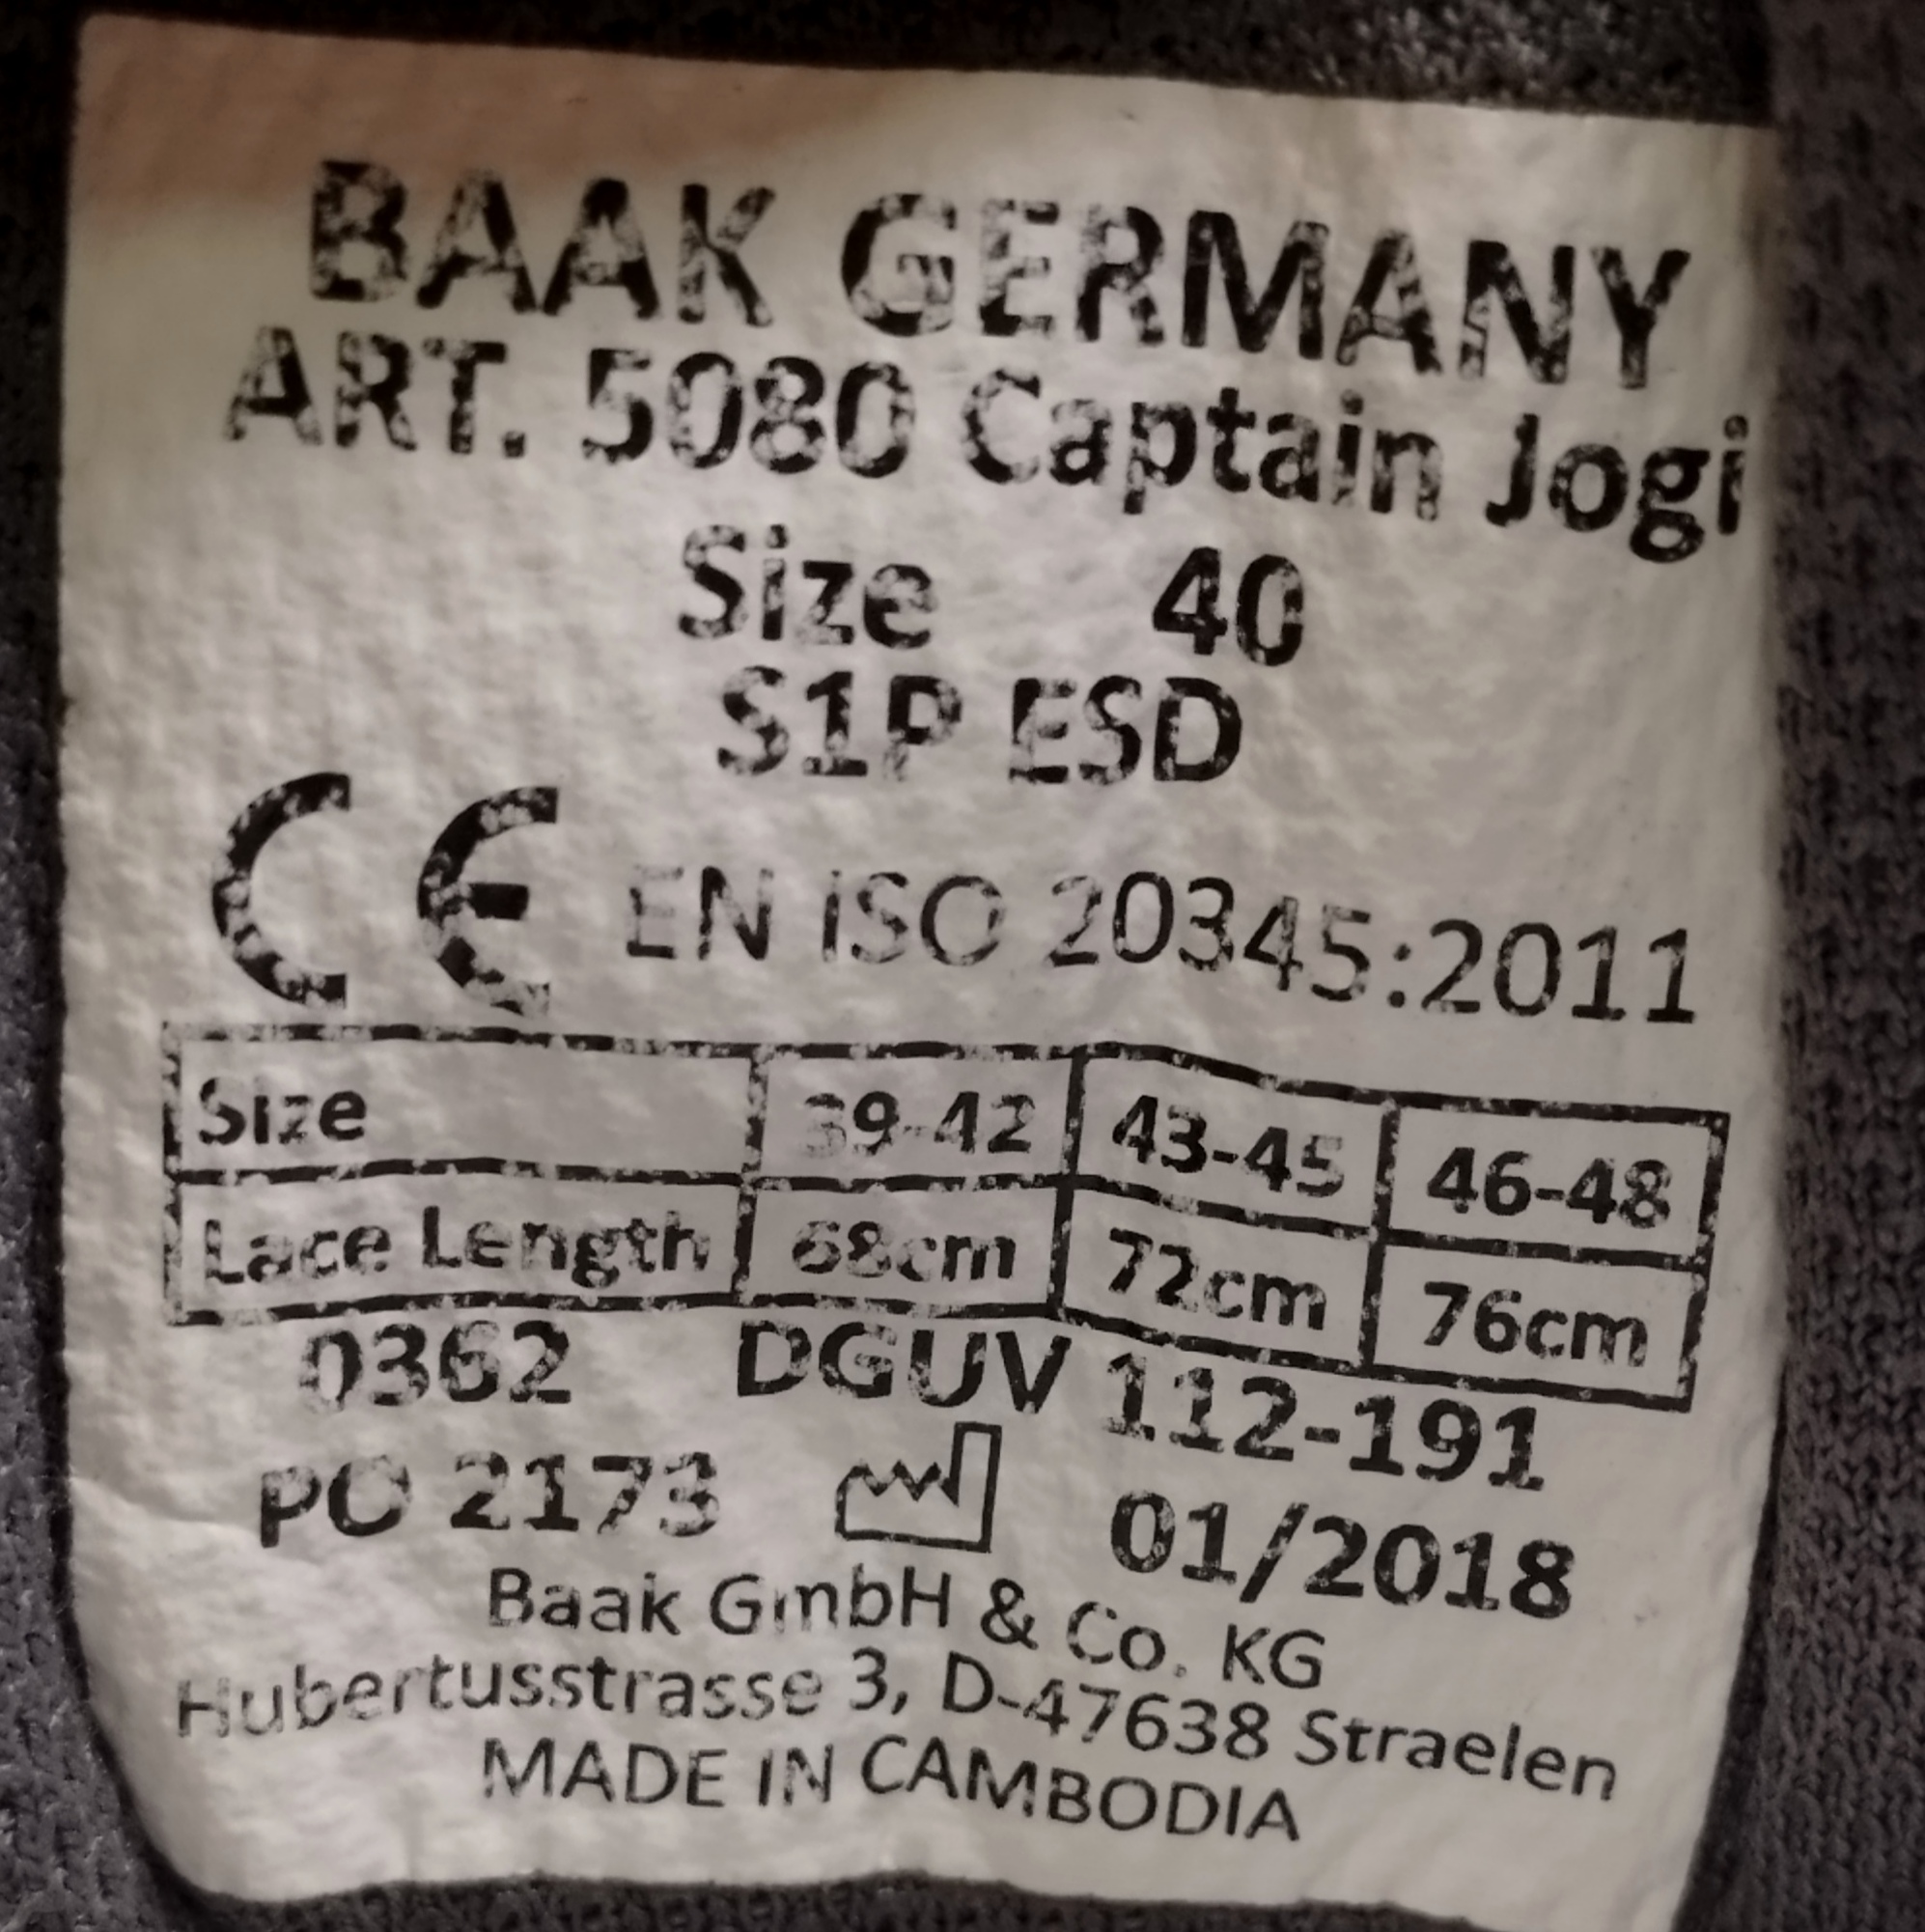 BAAK GERMANY
ART. 5080 Captain Jogi
Size 40
S1P ESD
CE EN ISO 20345:2011
Size 39-42 43-45 46-48
Lace Length 68cm 72cm 76cm
0362 DGUV 112-191
PO 2173 01/2018
Baak GmbH & Co. KG
Hubertusstrasse 3, D-47638 Straelen
MADE IN CAMBODIA